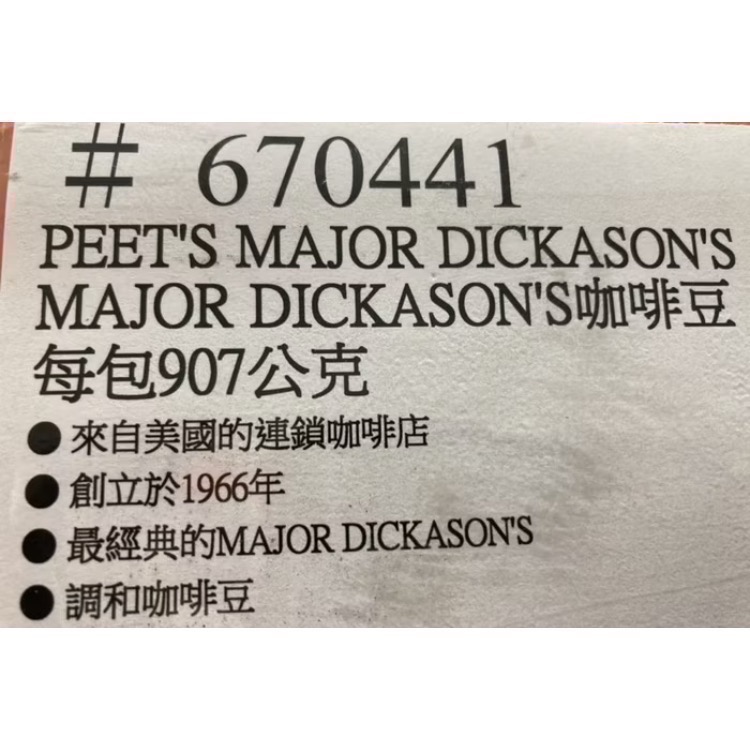 # 670441
PEET'S MAJOR DICKASON'S
MAJOR DICKASON'S咖啡豆
每包907公克
●來自美國的連鎖咖啡店
●創立於1966年
●最經典的MAJOR DICKASON'S
●調和咖啡豆